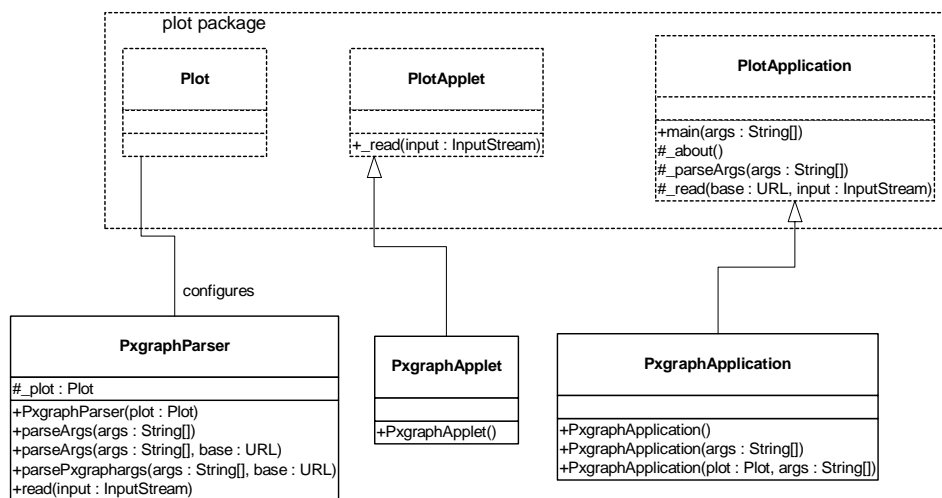 plot package
Plot
PlotApplet
+_read(input : InputStream)
PlotApplication
+main(args : String[])
#_about()
#_parseArgs(args : String[])
#_read(base : URL, input : InputStream)
configures
PxgraphParser
#_plot : Plot
+PxgraphParser(plot : Plot)
+parseArgs(args : String[])
+parseArgs(args : String[], base : URL)
+parsePxgraphargs(args : String[], base : URL)
+read(input : InputStream)
PxgraphApplet
+PxgraphApplet()
PxgraphApplication
+PxgraphApplication()
+PxgraphApplication(args : String[])
+PxgraphApplication(plot : Plot, args : String[])